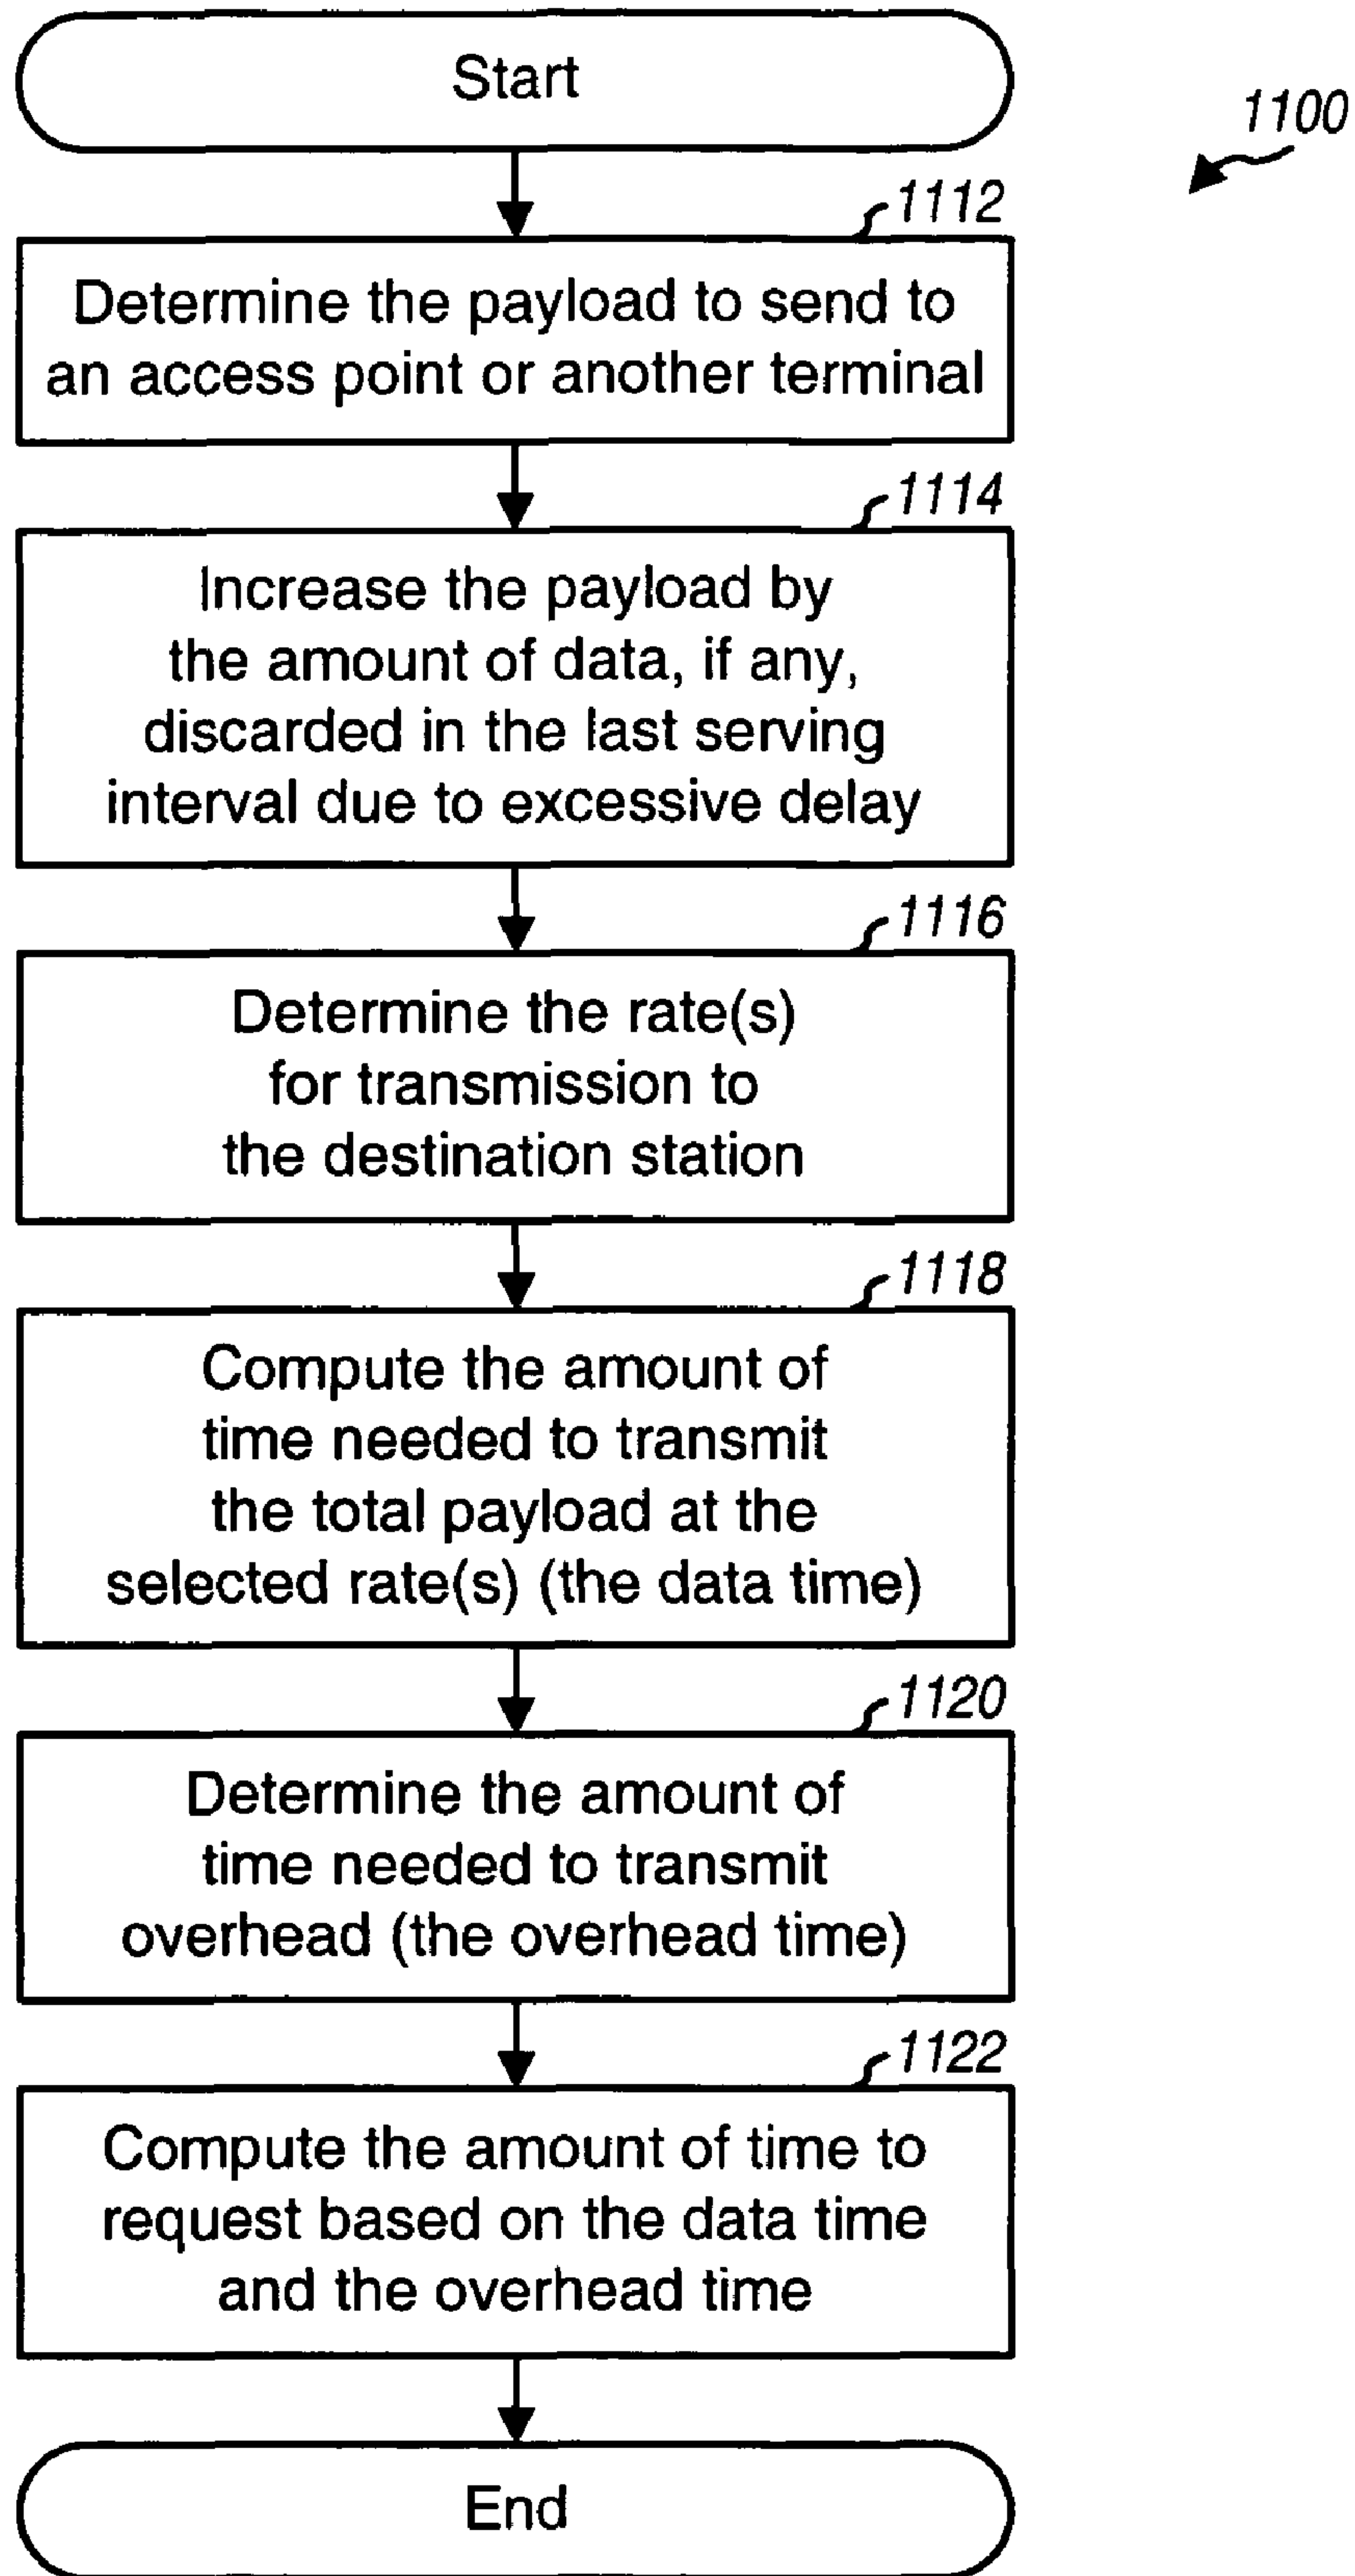 Start
1100
1112
Determine the payload to send to
an access point or another terminal
1114
Increase the payload by
the amount of data, if any,
discarded in the last serving
interval due to excessive delay
1116
Determine the rate(s)
for transmission to
the destination station
1118
Compute the amount of
time needed to transmit
the total payload at the
selected rate(s) (the data time)
1120
Determine the amount of
time needed to transmit
overhead (the overhead time)
1122
Compute the amount of time to
request based on the data time
and the overhead time
End